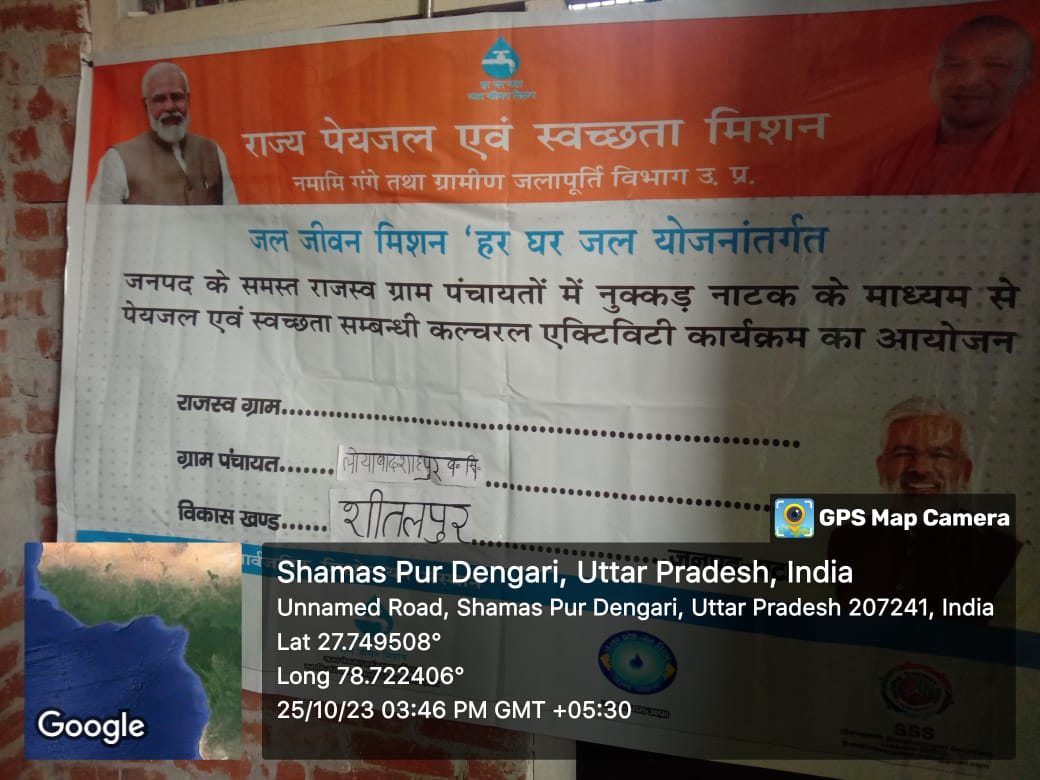 राज्य पेयजल एवं स्वच्छता मिशन
नमामि गंगे तथा ग्रामीण जलापूर्ति विभाग उ. प्र.
जल जीवन मिशन ‘हर घर जल योजनांतर्गत
जनपद के समस्त राजस्व ग्राम पंचायतों में नुक्कड़ नाटक के माध्यम से
पेयजल एवं स्वच्छता सम्बन्धी कल्चरल एक्टिविटी कार्यक्रम का आयोजन
राजस्व ग्राम
ग्राम पंचायत
विकास खण्ड...... शीतलपुर
GPS Map Camera
Shamas Pur Dengari, Uttar Pradesh, India
Unnamed Road, Shamas Pur Dengari, Uttar Pradesh 207241, India
Lat 27.749508°
Long 78.722406°
25/10/23 03:46 PM GMT +05:30
Google
SSS